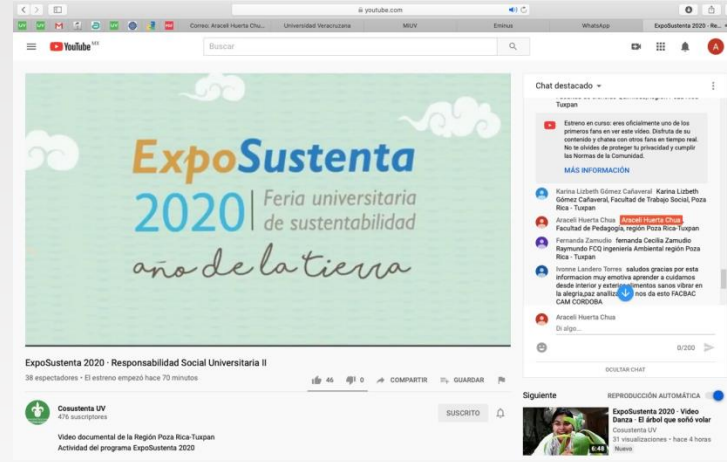 youtube.com
Correo: Araceli Huerta Chu...
Universidad Veracruzana
MiUV
Eminus
WhatsApp
ExpoSustenta 2020 - Re...
YouTube MX
Buscar
A
ExpoSustenta
2020 | Feria universitaria
de sustentabilidad
año de la tierra
ExpoSustenta 2020 · Responsabilidad Social Universitaria II
38 espectadores • El estreno empezó hace 70 minutos
46
0
COMPARTIR
GUARDAR
Cosustenta UV
476 suscriptores
SUSCRITO
Video documental de la Región Poza Rica-Tuxpan
Actividad del programa ExpoSustenta 2020
Chat destacado
Tuxpan
Estreno en curso: eres oficialmente uno de los
primeros fans en ver este vídeo. Disfruta de su
contenido y chatea con otros fans en tiempo real.
No te olvides de proteger tu privacidad y cumplir
las Normas de la Comunidad.
MÁS INFORMACIÓN
Karina Lizbeth Gómez Cañaveral Karina Lizbeth
Gómez Cañaveral, Facultad de Trabajo Social, Poza
Rica - Tuxpan
Araceli Huerta Chua Araceli Huerta Chua
Facultad de Pedagogía, región Poza Rica-Tuxpan
Fernanda Zamudio fernanda Cecilia Zamudio
Raymundo FCQ ingeniería Ambiental región Poza
Rica - Tuxpan
Ivonne Landero Torres saludos gracias por esta
informacion muy emotiva aprender a cuidarnos
desde interior y exterior alimentos sanos vibrar en
la alegria,paz nos da esto FACBAC
CAM CORDOBA
Araceli Huerta Chua
Di algo...
0/200
OCULTAR CHAT
Siguiente
REPRODUCCIÓN AUTOMÁTICA
ExpoSustenta 2020 - Video
Danza - El árbol que soñó volar
Cosustenta UV
31 visualizaciones • hace 4 horas
Nuevo
6:48